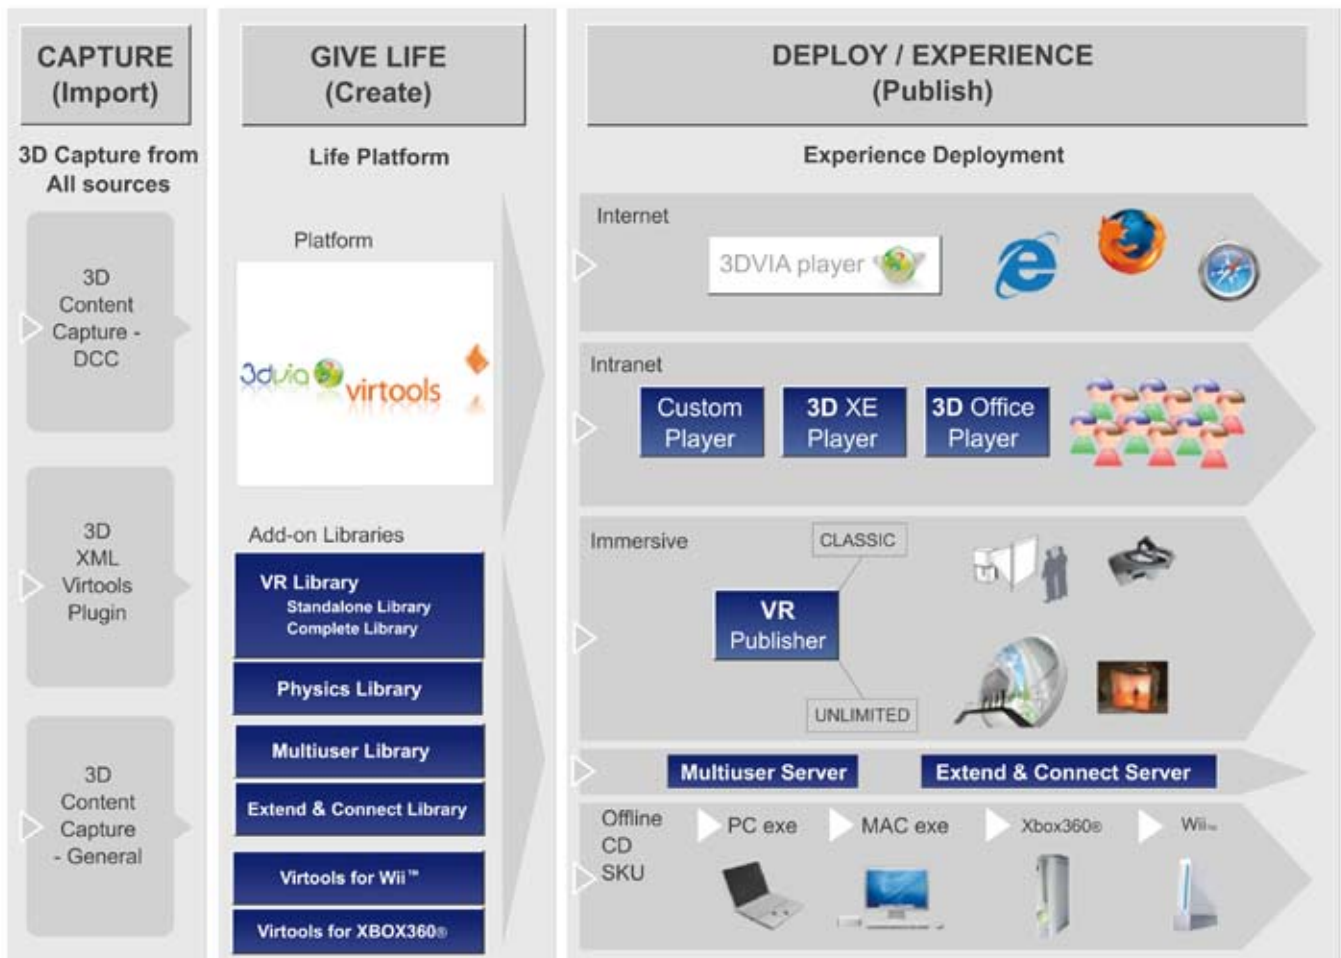 CAPTURE
(Import)
3D Capture from
All sources
3D
Content
Capture -
DCC
3D
XML
Virtools
Plugin
3D
Content
Capture
- General
GIVE LIFE
(Create)
Life Platform
Platform
3dvia virtools
Add-on Libraries
VR Library
Standalone Library
Complete Library
Physics Library
Multiuser Library
Extend & Connect Library
Virtools for Wii™
Virtools for XBOX360®
DEPLOY / EXPERIENCE
(Publish)
Experience Deployment
Internet
3DVIA player
Intranet
Custom
Player
3D XE
Player
3D Office
Player
Immersive
CLASSIC
VR
Publisher
UNLIMITED
Multiuser Server
Extend & Connect Server
Offline
CD
SKU
PC exe
MAC exe
Xbox360®
Wii™